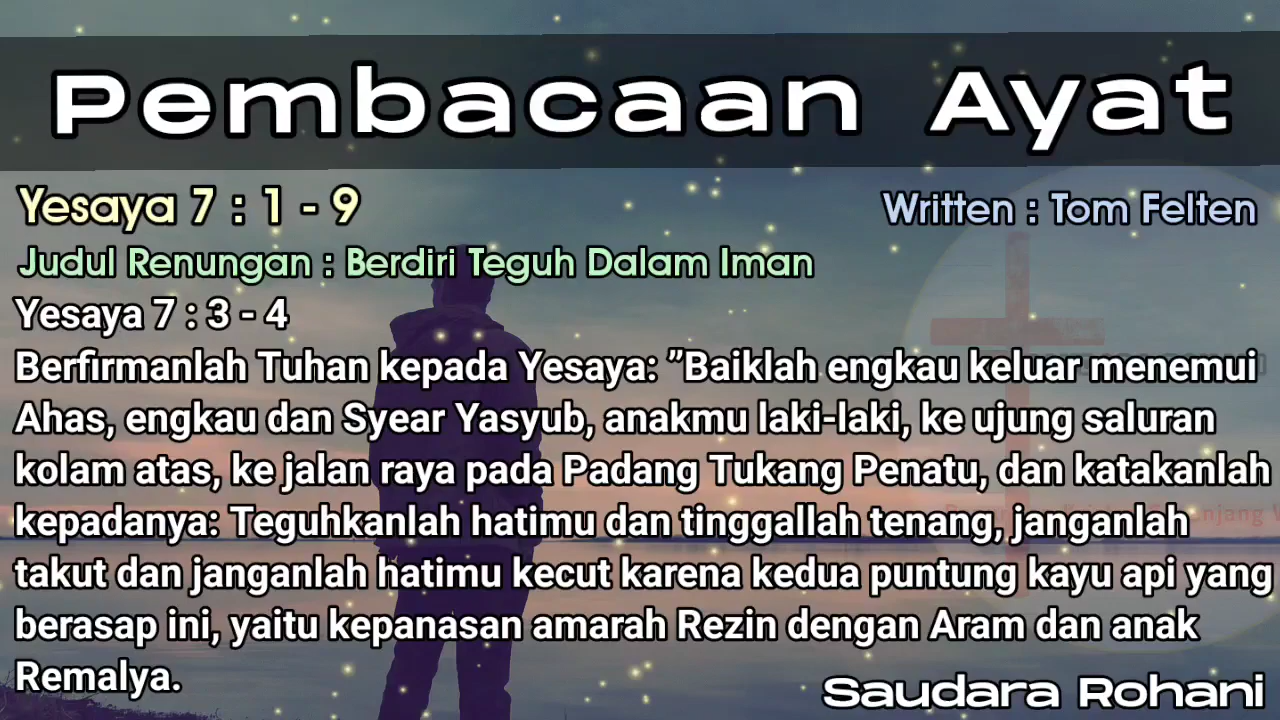 Pembacaan Ayat
Yesaya 7 : 1 - 9
Written : Tom Felten
Judul Renungan : Berdiri Teguh Dalam Iman
Yesaya 7 : 3 - 4
Berfirmanlah Tuhan kepada Yesaya: ”Baiklah engkau keluar menemui
Ahas, engkau dan Syear Yasyub, anakmu laki-laki, ke ujung saluran
kolam atas, ke jalan raya pada Padang Tukang Penatu, dan katakanlah
kepadanya: Teguhkanlah hatimu dan tinggallah tenang, janganlah
takut dan janganlah hatimu kecut karena kedua puntung kayu api yang
berasap ini, yaitu kepanasan amarah Rezin dengan Aram dan anak
Remalya.
Saudara Rohani